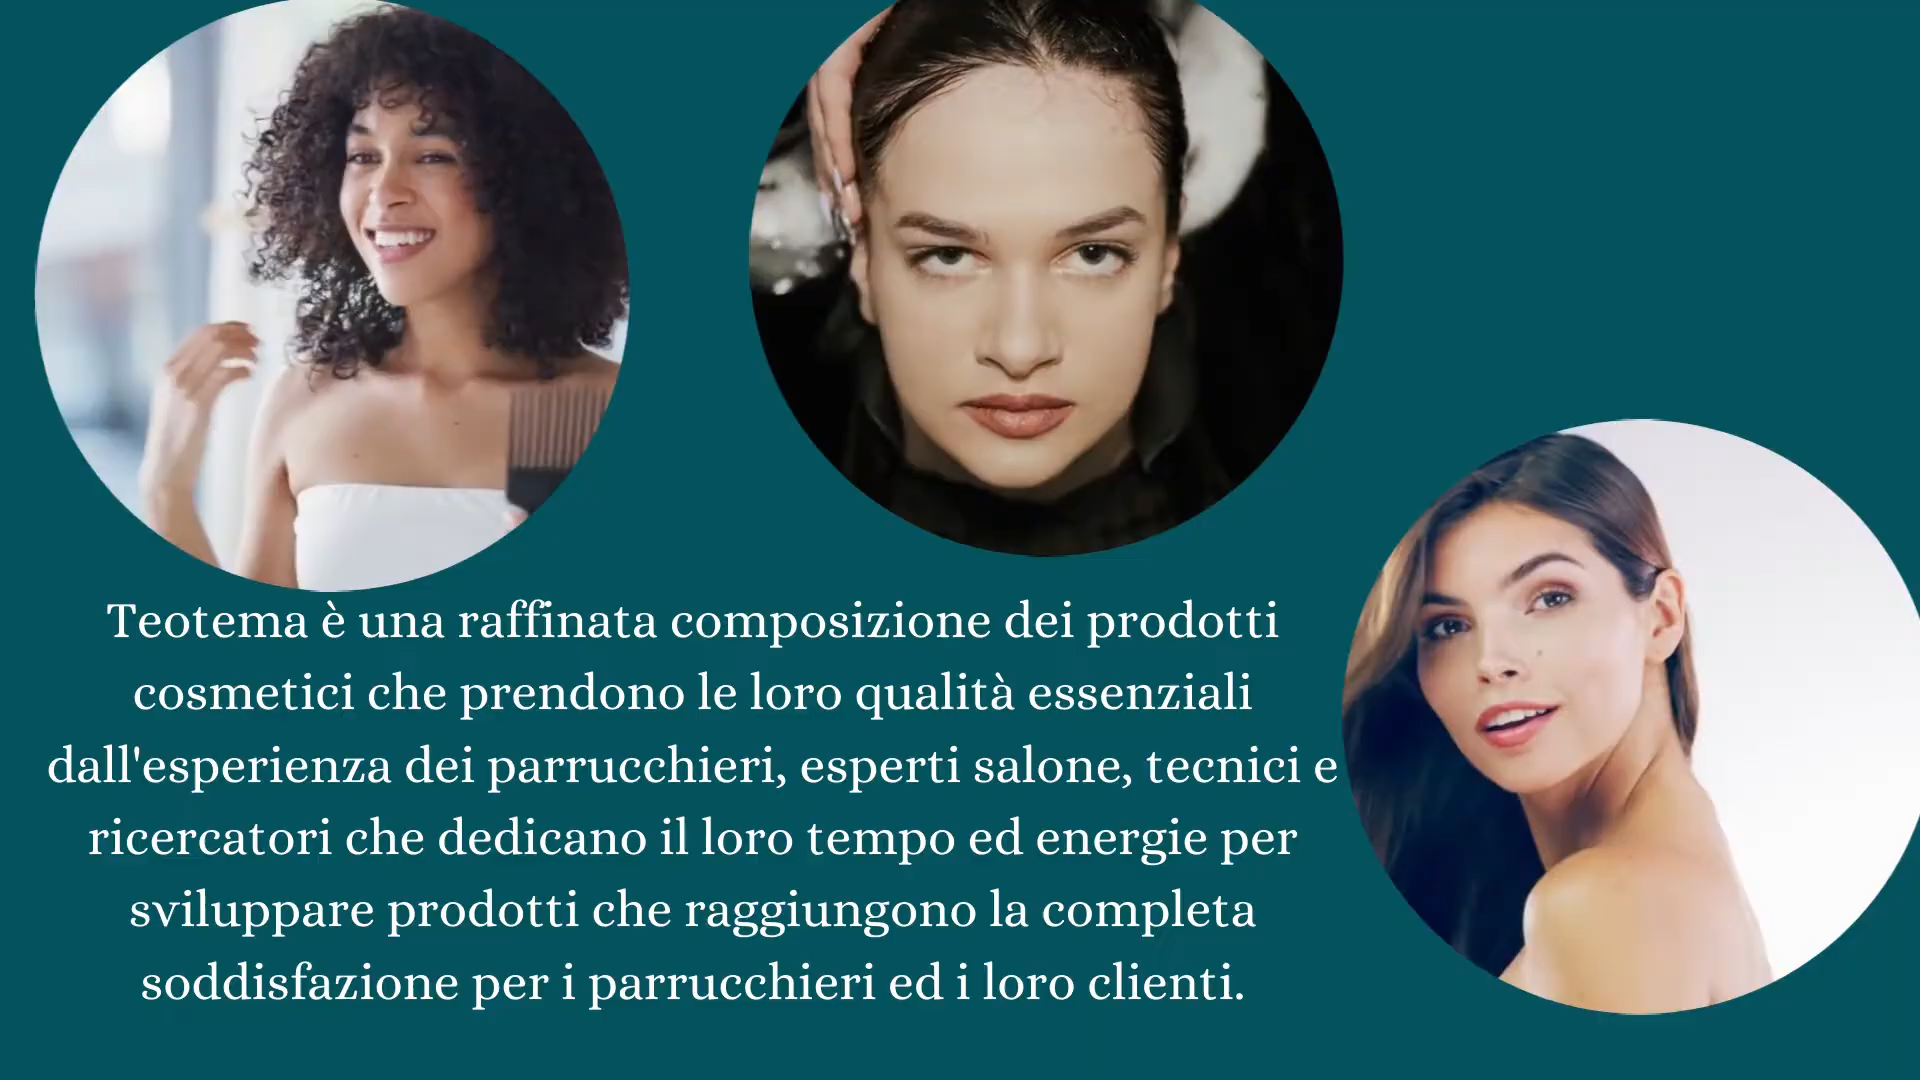 Teotema è una raffinata composizione dei prodotti
cosmetici che prendono le loro qualità essenziali
dall'esperienza dei parrucchieri, esperti salone, tecnici e
ricercatori che dedicano il loro tempo ed energie per
sviluppare prodotti che raggiungono la completa
soddisfazione per i parrucchieri ed i loro clienti.